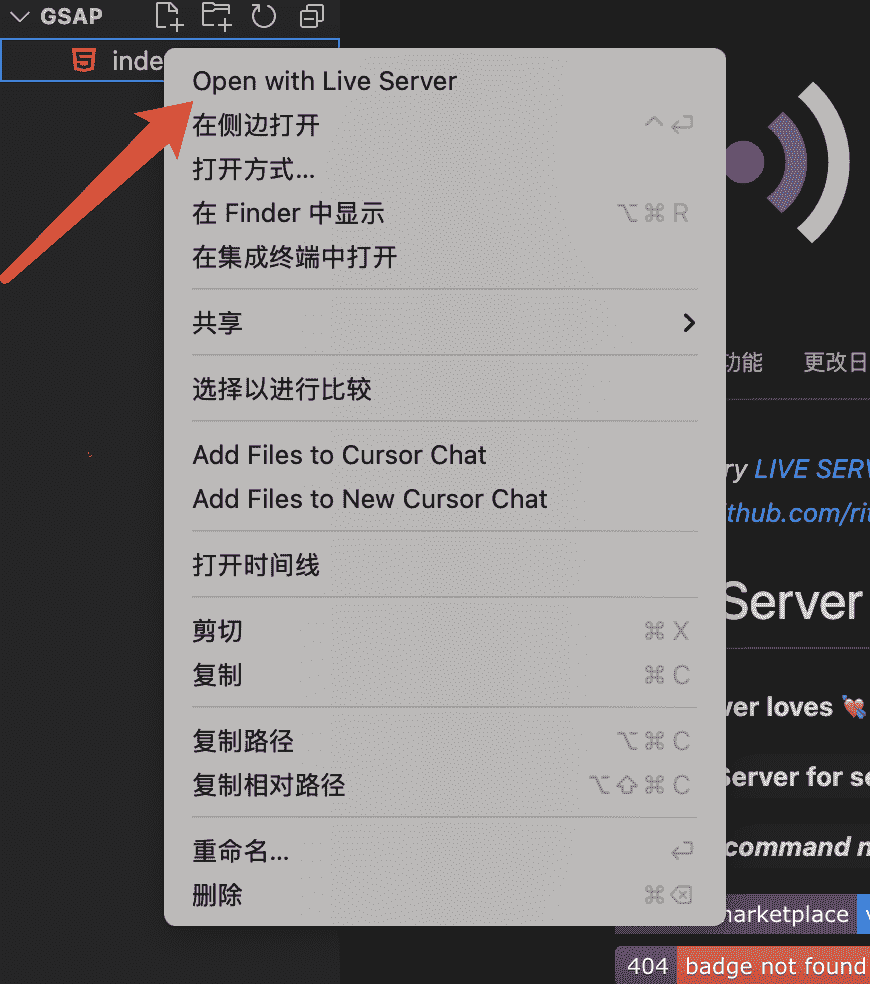 GSAP
inde
Open with Live Server
在侧边打开 ^ ↩
打开方式...
在 Finder 中显示 ⌥⌘ R
在集成终端中打开
共享
选择以进行比较
Add Files to Cursor Chat
Add Files to New Cursor Chat
打开时间线
剪切 ⌘ X
复制 ⌘ C
复制路径 ⌥⌘ C
复制相对路径 ⌥⇧⌘ C
重命名... ↩
删除 ⌘⌫
功能 更改日
ry LIVE SERV
ithub.com/rit
Server
ver loves 💘
Server for se
command n
marketplace v
404 badge not found